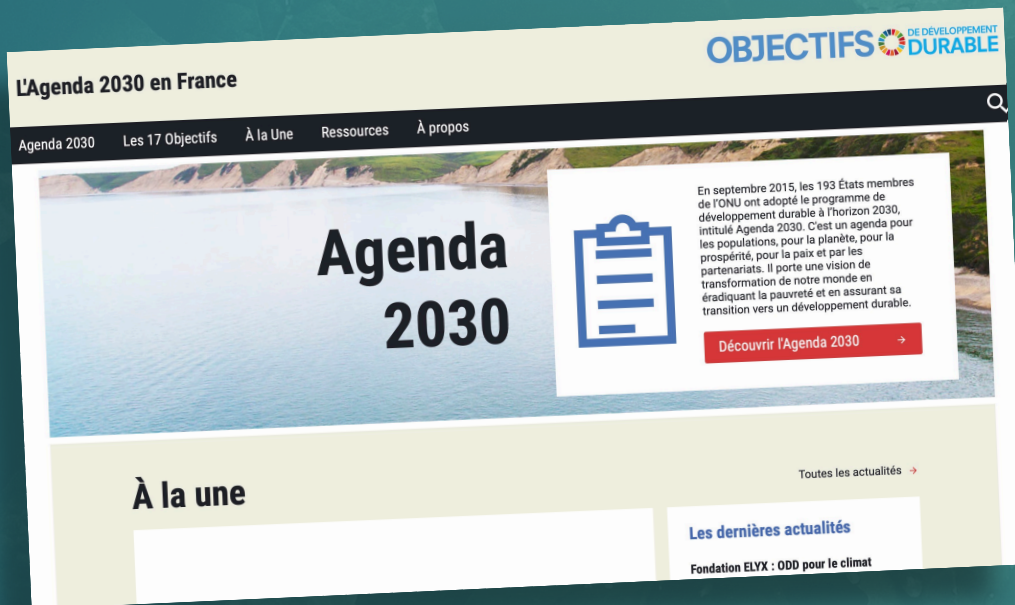 OBJECTIFS DE DÉVELOPPEMENT DURABLE
L'Agenda 2030 en France
Agenda 2030 Les 17 Objectifs À la Une Ressources À propos
Agenda
2030
En septembre 2015, les 193 États membres
de l'ONU ont adopté le programme de
développement durable à l'horizon 2030,
intitulé Agenda 2030. C'est un agenda pour
les populations, pour la planète, pour la
prospérité, pour la paix et par les
partenariats. Il porte une vision de
transformation de notre monde en
éradiquant la pauvreté et en assurant sa
transition vers un développement durable.
Découvrir l'Agenda 2030 →
À la une
Toutes les actualités →
Les dernières actualités
Fondation ELYX : ODD pour le climat